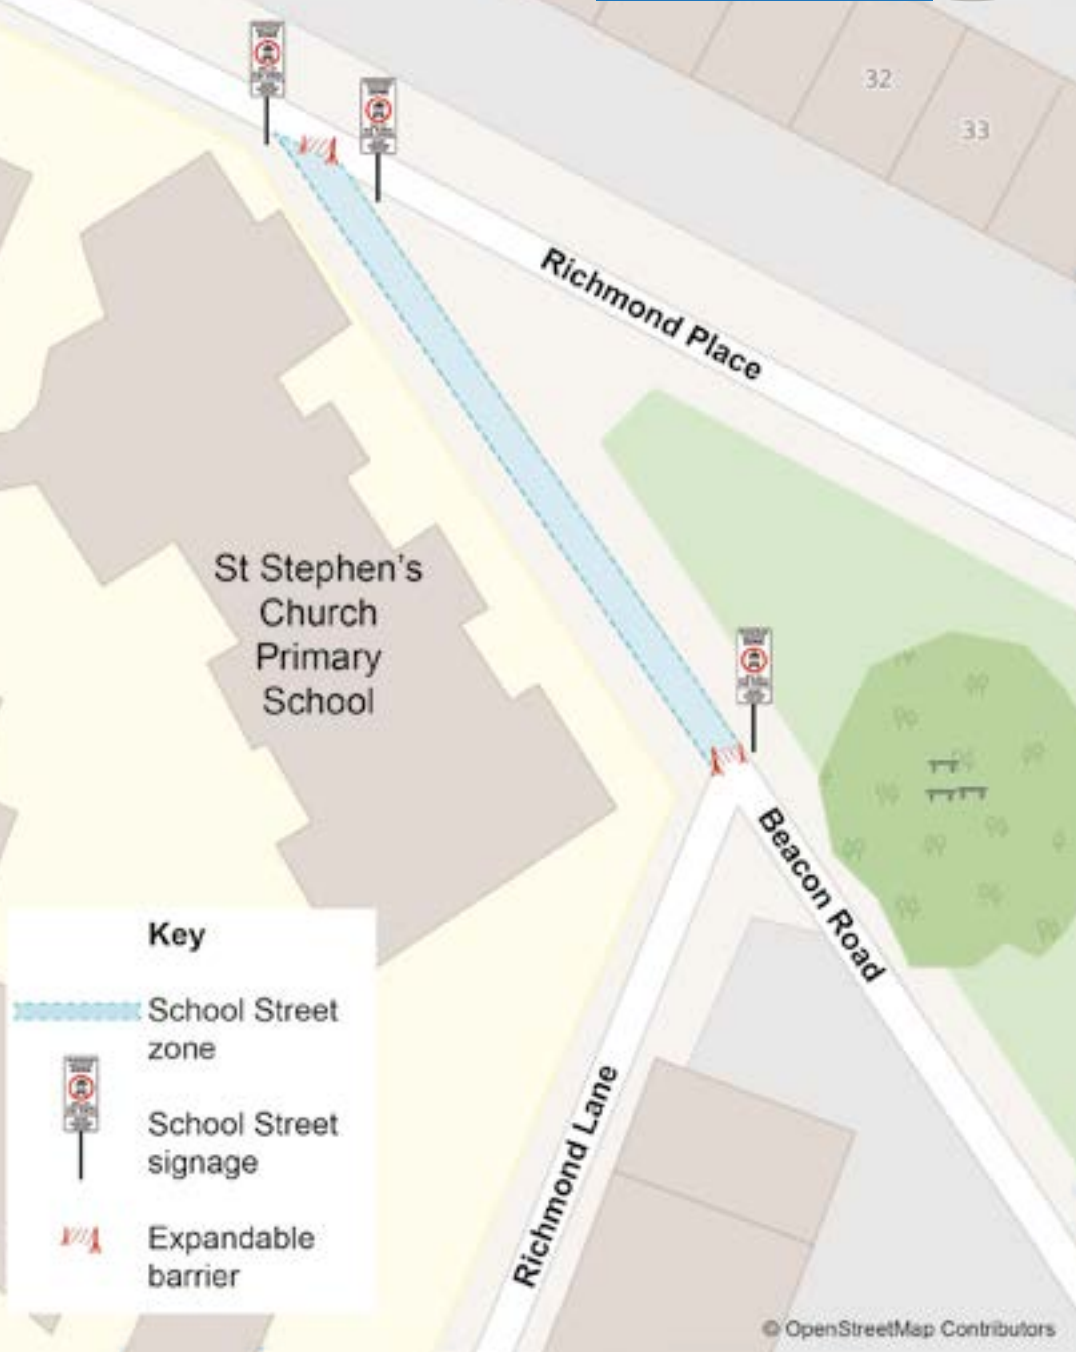 32
33
Richmond Place
St Stephen's
Church
Primary
School
Beacon Road
Richmond Lane
Key
School Street
zone
School Street
signage
Expandable
barrier
© OpenStreetMap Contributors